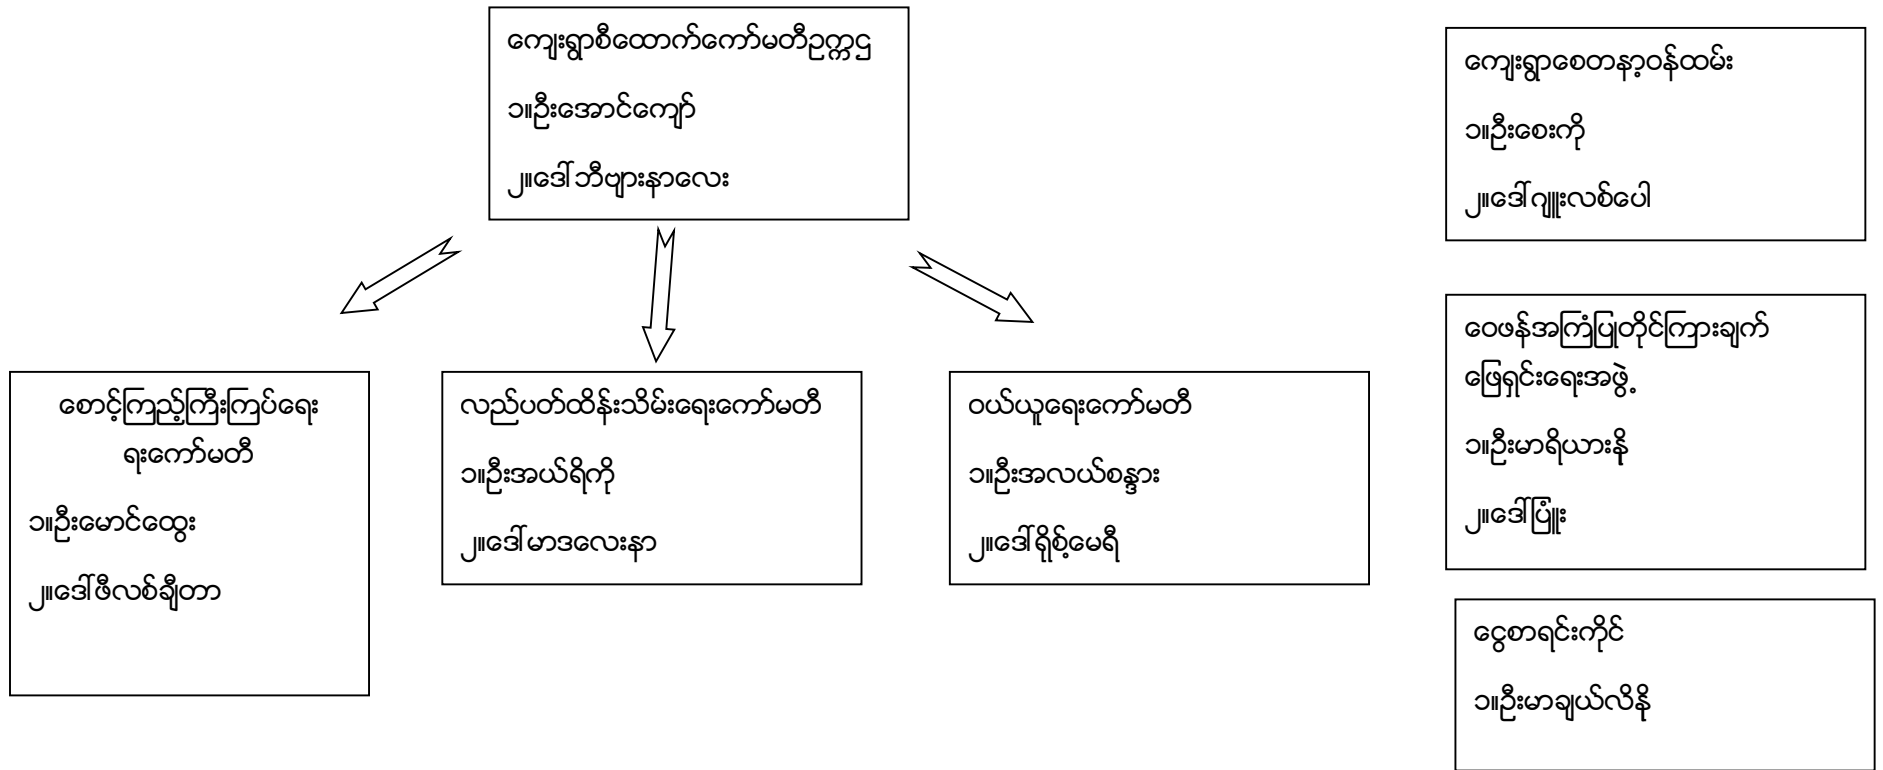 ကျေးရွာစီထောက်ကော်မတီဥက္ကဌ
၁။ဦးအောင်ကျော်
၂။ဒေါ်ဘီဗျားနာလေး
စောင့်ကြည့်ကြီးကြပ်ရေး
ရးကော်မတီ
၁။ဦးမောင်ထွေး
၂။ဒေါ်ဖီလစ်ချီတာ
လည်ပတ်ထိန်းသိမ်းရေးကော်မတီ
၁။ဦးအယ်ရိကို
၂။ဒေါ်မာဒလေးနာ
ဝယ်ယူရေးကော်မတီ
၁။ဦးအလယ်စန္ဒား
၂။ဒေါ်ရို့စ်မေရီ
ကျေးရွာစေတနာ့ဝန်ထမ်း
၁။ဦးစေးကို
၂။ဒေါ်ဂျူးလစ်ပေါ
ဝေဖန်အကြံပြုတိုင်ကြားချက်
ဖြေရှင်းရေးအဖွဲ့
၁။ဦးမာရိယားနို
၂။ဒေါ်ပြုံး
ငွေစာရင်းကိုင်
၁။ဦးမာချယ်လိနို